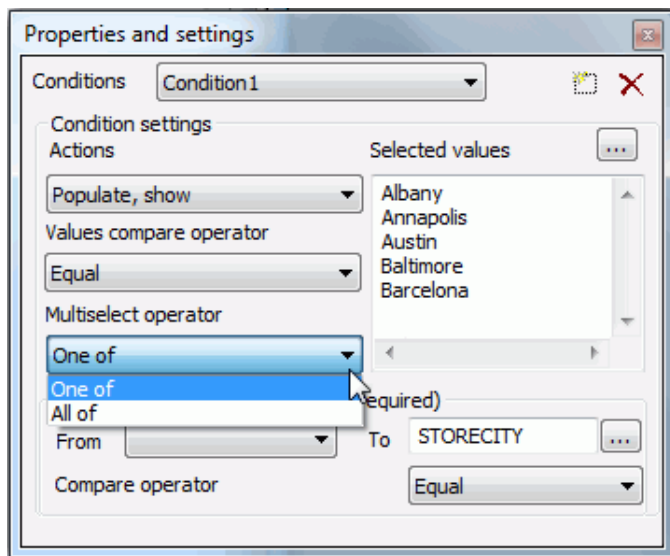 Properties and settings
Conditions Condition1
Condition settings
Actions
Selected values ...
Populate, show
Albany
Annapolis
Austin
Baltimore
Barcelona
Values compare operator
Equal
Multiselect operator
One of
One of
All of
equired)
From To STORECITY ...
Compare operator Equal